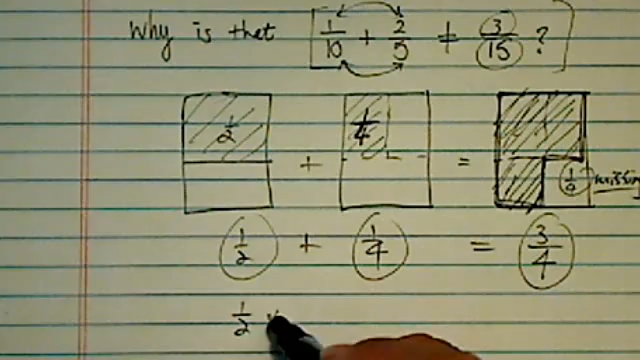 Why is that [ 1/10 + 2/5 ≠ 3/15 ? ]
1/2 + 1/4 =
1/4 missing
1/2 + 1/4 = 3/4
1/2